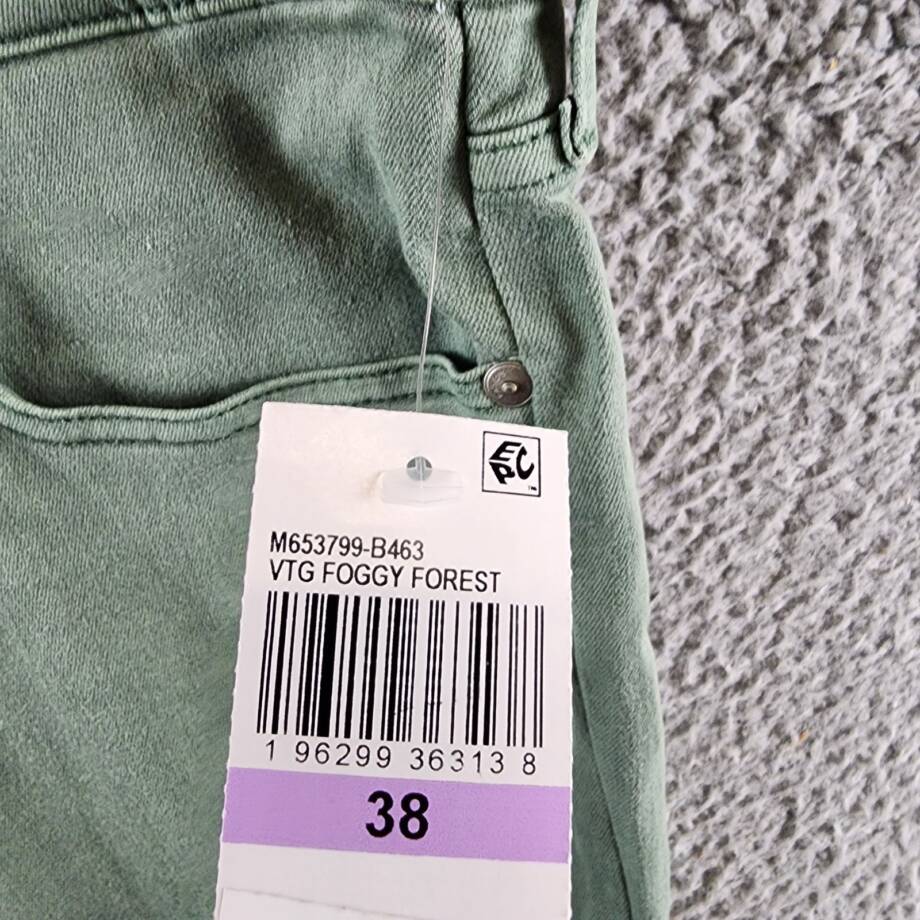 EPC
M653799-B463
VTG FOGGY FOREST
1 96299 36313 8
38